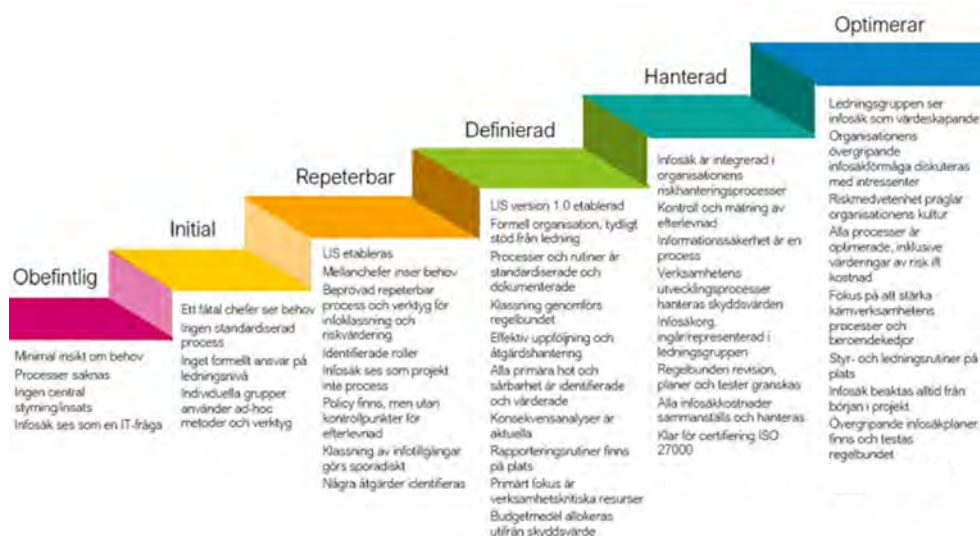 Obefintlig
Minimal insikt om behov
Processer saknas
Ingen central
styrning/insats
Infosäk ses som en IT-fråga
Initial
Ett fåtal chefer ser behov
Ingen standardiserad
process
Inget formellt ansvar på
ledningsnivå
Individuella grupper
använder ad-hoc
metoder och verktyg
Repeterbar
LIS etableras
Mellanchefer inser behov
Beprövad repeterbar
process och verktyg för
infoklassning och
riskvärdering
Identifierade roller
Infosäk ses som projekt
inte process
Policy finns, men utan
kontrollpunkter för
efterlevnad
Klassning av infotillgångar
görs sporadiskt
Några åtgärder identifieras
Definierad
LIS version 1.0 etablerad
Formell organisation, tydligt
stöd från ledning
Processer och rutiner är
standardiserade och
dokumenterade
Klassning genomförs
regelbundet
Effektiv uppföljning och
åtgärdshantering
Alla primära hot och
sårbarhet är identifierade
och värderade
Konsekvensanalyser är
aktuella
Rapporteringsrutiner finns
på plats
Primärt fokus är
verksamhetskritiska resurser
Budgetmedel allokeras
utifrån skyddsvärde
Hanterad
Infosäk är integrerad i
organisationens
riskhanteringsprocesser
Kontroll och mätning av
efterlevnad
Informationssäkerhet är en
process
Verksamhetens
utvecklingsprocesser
hanteras skyddsvärden
Infosäkorg.
ingår/representerad i
ledningsgruppen
Regelbunden revision,
planer och tester granskas
Alla infosäkkostnader
sammanställs och hanteras
Klar för certifiering ISO
27000
Optimerar
Ledningsgruppen ser
infosäk som värdeskapande
Organisationens
övergripande
infosäkförmåga diskuteras
med intressenter
Riskmedvetenhet präglar
organisationens kultur
Alla processer är
optimerade, inklusive
värderingar av risk ift
kostnad
Fokus på att stärka
kärnverksamhetens
processer och
beroendekedjor
Styr- och ledningsrutiner på
plats
Infosäk beaktas alltid från
början i projekt
Övergripande infosäkplaner
finns och testas
regelbundet